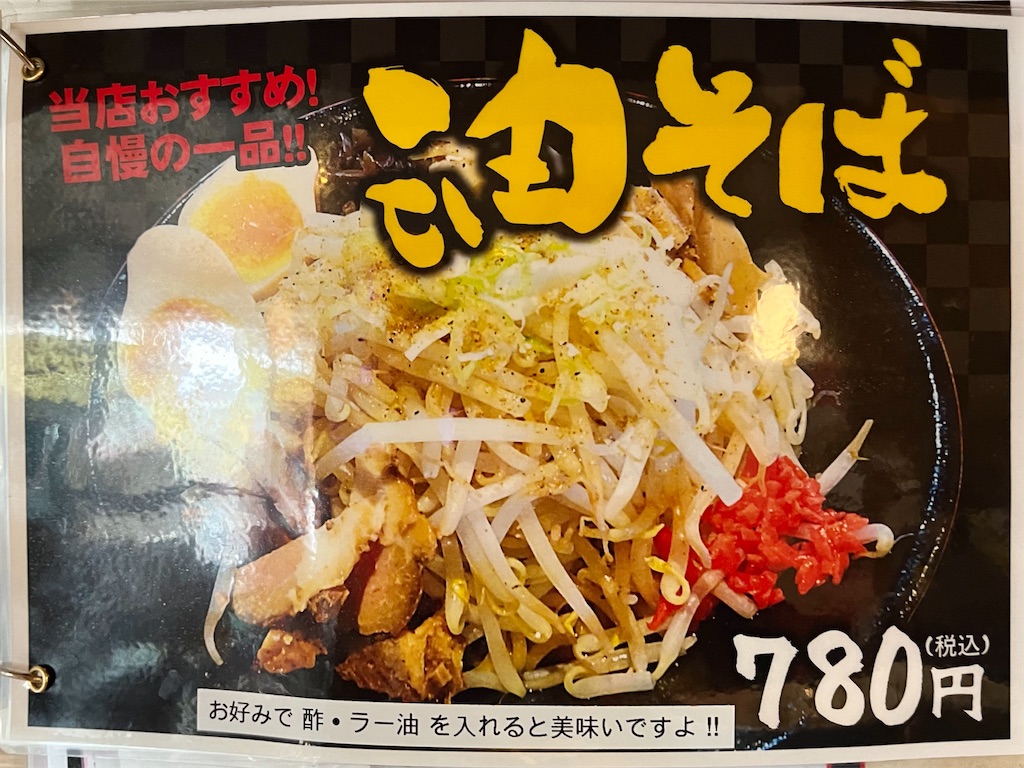 当店おすすめ!
自慢の一品!!
油そば
780円
(税込)
お好みで 酢・ラー油 を入れると美味いですよ !!